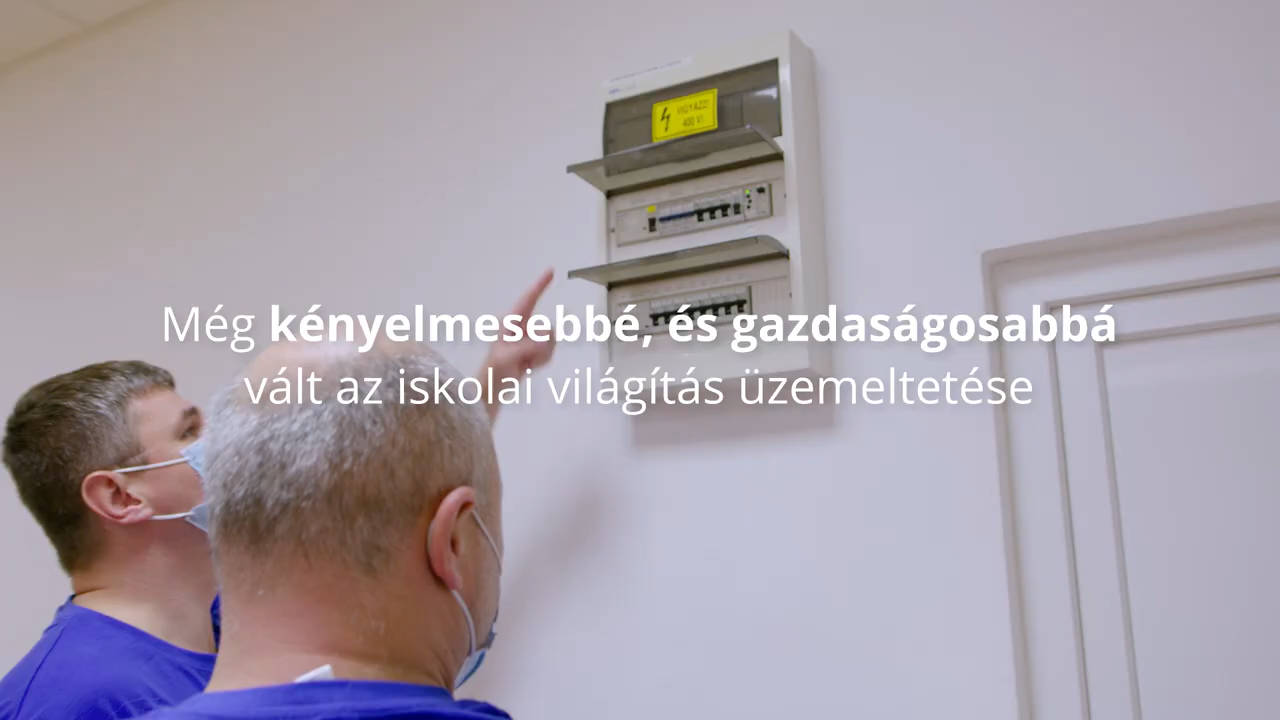 VIGYÁZZ!
400 V!
Még kényelmesebbé, és gazdaságosabbá
vált az iskolai világítás üzemeltetése